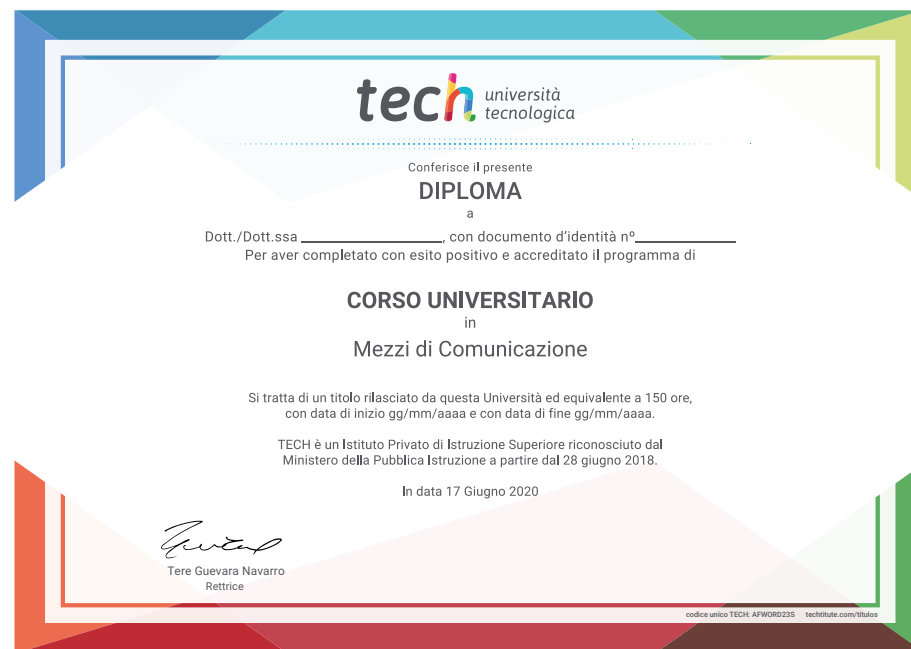 tech università
tecnologica
Conferisce il presente
DIPLOMA
a
Dott./Dott.ssa ____________________, con documento d'identità nº______________
Per aver completato con esito positivo e accreditato il programma di
CORSO UNIVERSITARIO
in
Mezzi di Comunicazione
Si tratta di un titolo rilasciato da questa Università ed equivalente a 150 ore,
con data di inizio gg/mm/aaaa e con data di fine gg/mm/aaaa.
TECH è un Istituto Privato di Istruzione Superiore riconosciuto dal
Ministero della Pubblica Istruzione a partire dal 28 giugno 2018.
In data 17 Giugno 2020
Tere Guevara Navarro
Rettrice
codice unico TECH: AFWORD23S techtitute.com/títulos